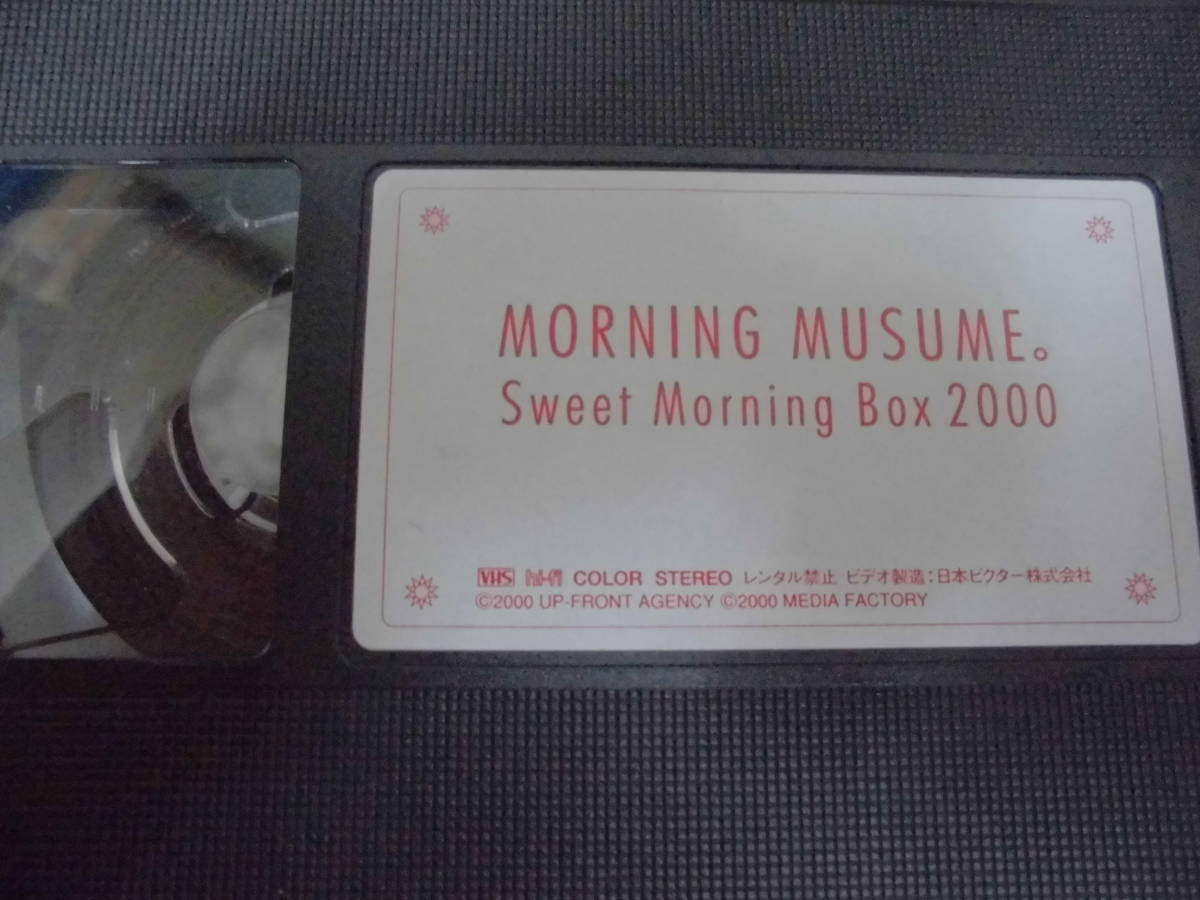 MORNING MUSUME。
Sweet Morning Box 2000
VHS hi-fi COLOR STEREO レンタル禁止 ビデオ製造:日本ビクター株式会社
©2000 UP-FRONT AGENCY ©2000 MEDIA FACTORY